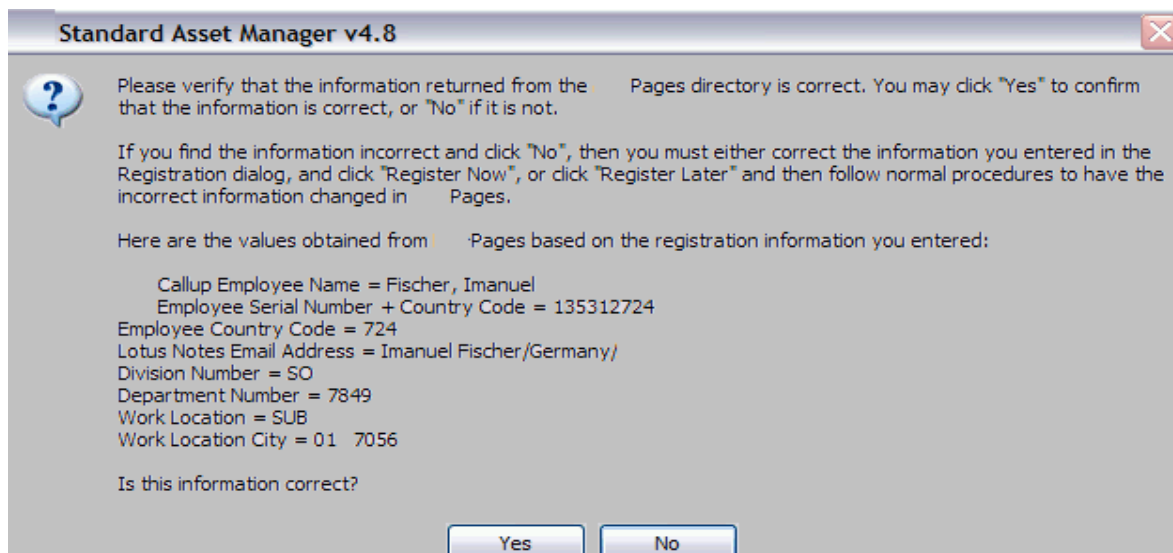 Standard Asset Manager v4.8
Please verify that the information returned from the Pages directory is correct. You may click "Yes" to confirm
that the information is correct, or "No" if it is not.
If you find the information incorrect and click "No", then you must either correct the information you entered in the
Registration dialog, and click "Register Now", or click "Register Later" and then follow normal procedures to have the
incorrect information changed in Pages.
Here are the values obtained from Pages based on the registration information you entered:
Callup Employee Name = Fischer, Imanuel
Employee Serial Number + Country Code = 135312724
Employee Country Code = 724
Lotus Notes Email Address = Imanuel Fischer/Germany/
Division Number = SO
Department Number = 7849
Work Location = SUB
Work Location City = 01 7056
Is this information correct?
Yes No